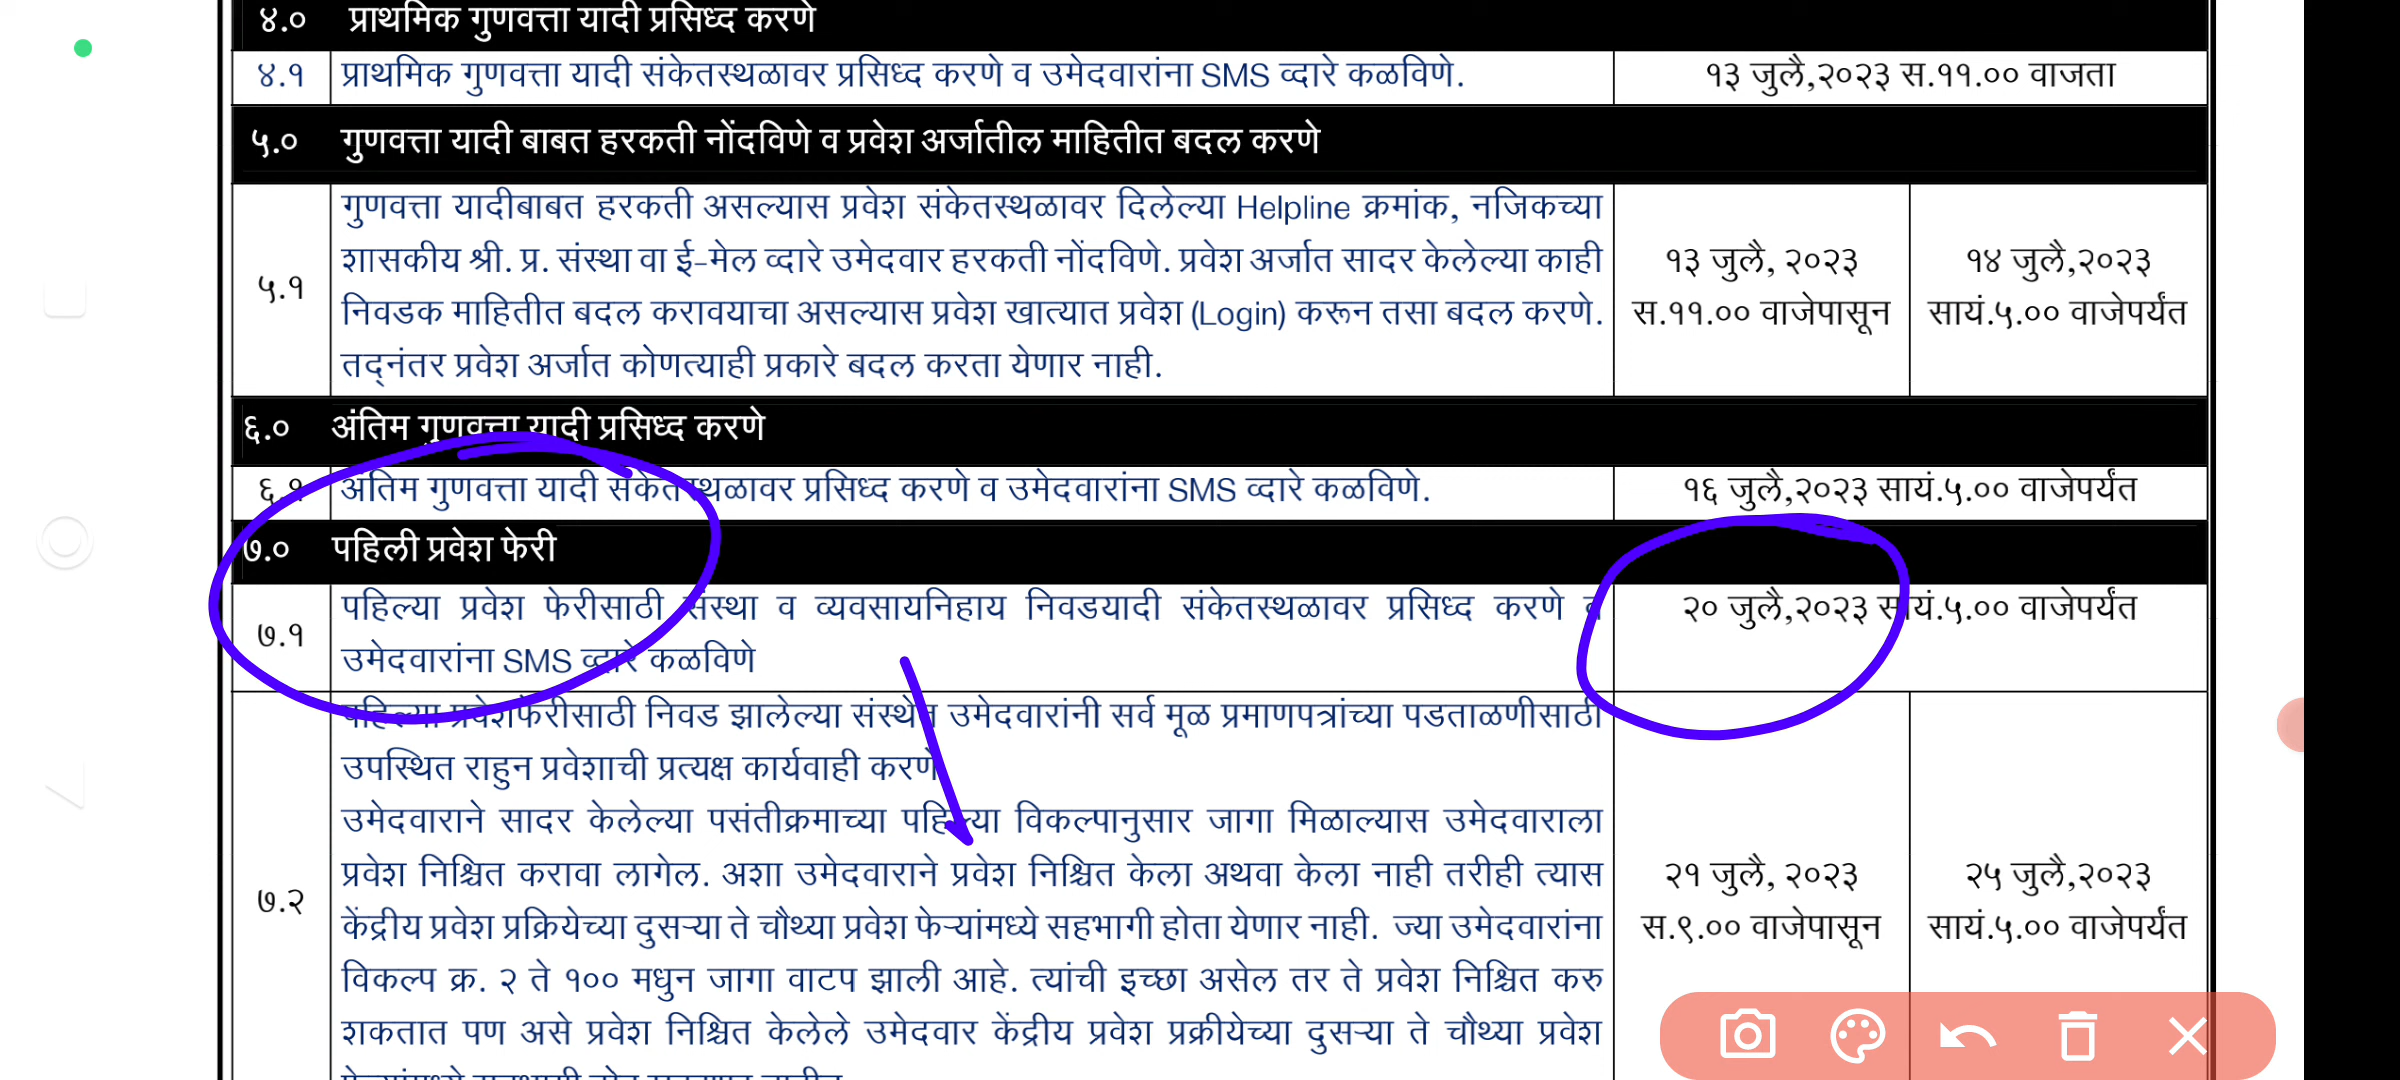 ४.० प्राथमिक गुणवत्ता यादी प्रसिध्द करणे
४.१ प्राथमिक गुणवत्ता यादी संकेतस्थळावर प्रसिध्द करणे व उमेदवारांना SMS व्दारे कळविणे. १३ जुलै,२०२३ स.११.०० वाजता
५.० गुणवत्ता यादी बाबत हरकती नोंदविणे व प्रवेश अर्जातील माहितीत बदल करणे
५.१
गुणवत्ता यादीबाबत हरकती असल्यास प्रवेश संकेतस्थळावर दिलेल्या Helpline क्रमांक, नजिकच्या
शासकीय श्री. प्र. संस्था वा ई-मेल व्दारे उमेदवार हरकती नोंदविणे. प्रवेश अर्जात सादर केलेल्या काही
निवडक माहितीत बदल करावयाचा असल्यास प्रवेश खात्यात प्रवेश (Login) करून तसा बदल करणे.
तद्नंतर प्रवेश अर्जात कोणत्याही प्रकारे बदल करता येणार नाही.
१३ जुलै, २०२३
स.११.०० वाजेपासून
१४ जुलै,२०२३
सायं.५.०० वाजेपर्यंत
६.० अंतिम गुणवत्ता यादी प्रसिध्द करणे
६.१ अंतिम गुणवत्ता यादी संकेतस्थळावर प्रसिध्द करणे व उमेदवारांना SMS व्दारे कळविणे. १६ जुलै,२०२३ सायं.५.०० वाजेपर्यंत
७.० पहिली प्रवेश फेरी
७.१
पहिल्या प्रवेश फेरीसाठी संस्था व व्यवसायनिहाय निवडयादी संकेतस्थळावर प्रसिध्द करणे व
उमेदवारांना SMS व्दारे कळविणे
२० जुलै,२०२३ सायं.५.०० वाजेपर्यंत
७.२
पहिल्या प्रवेशफेरीसाठी निवड झालेल्या संस्थेत उमेदवारांनी सर्व मूळ प्रमाणपत्रांच्या पडताळणीसाठी
उपस्थित राहुन प्रवेशाची प्रत्यक्ष कार्यवाही करणे
उमेदवाराने सादर केलेल्या पसंतीक्रमाच्या पहिल्या विकल्पानुसार जागा मिळाल्यास उमेदवाराला
प्रवेश निश्चित करावा लागेल. अशा उमेदवाराने प्रवेश निश्चित केला अथवा केला नाही तरीही त्यास
केंद्रीय प्रवेश प्रक्रियेच्या दुसऱ्या ते चौथ्या प्रवेश फेऱ्यांमध्ये सहभागी होता येणार नाही. ज्या उमेदवारांना
विकल्प क्र. २ ते १०० मधुन जागा वाटप झाली आहे. त्यांची इच्छा असेल तर ते प्रवेश निश्चित करु
शकतात पण असे प्रवेश निश्चित केलेले उमेदवार केंद्रीय प्रवेश प्रक्रीयेच्या दुसऱ्या ते चौथ्या प्रवेश
२१ जुलै, २०२३
स.९.०० वाजेपासून
२५ जुलै,२०२३
सायं.५.०० वाजेपर्यंत